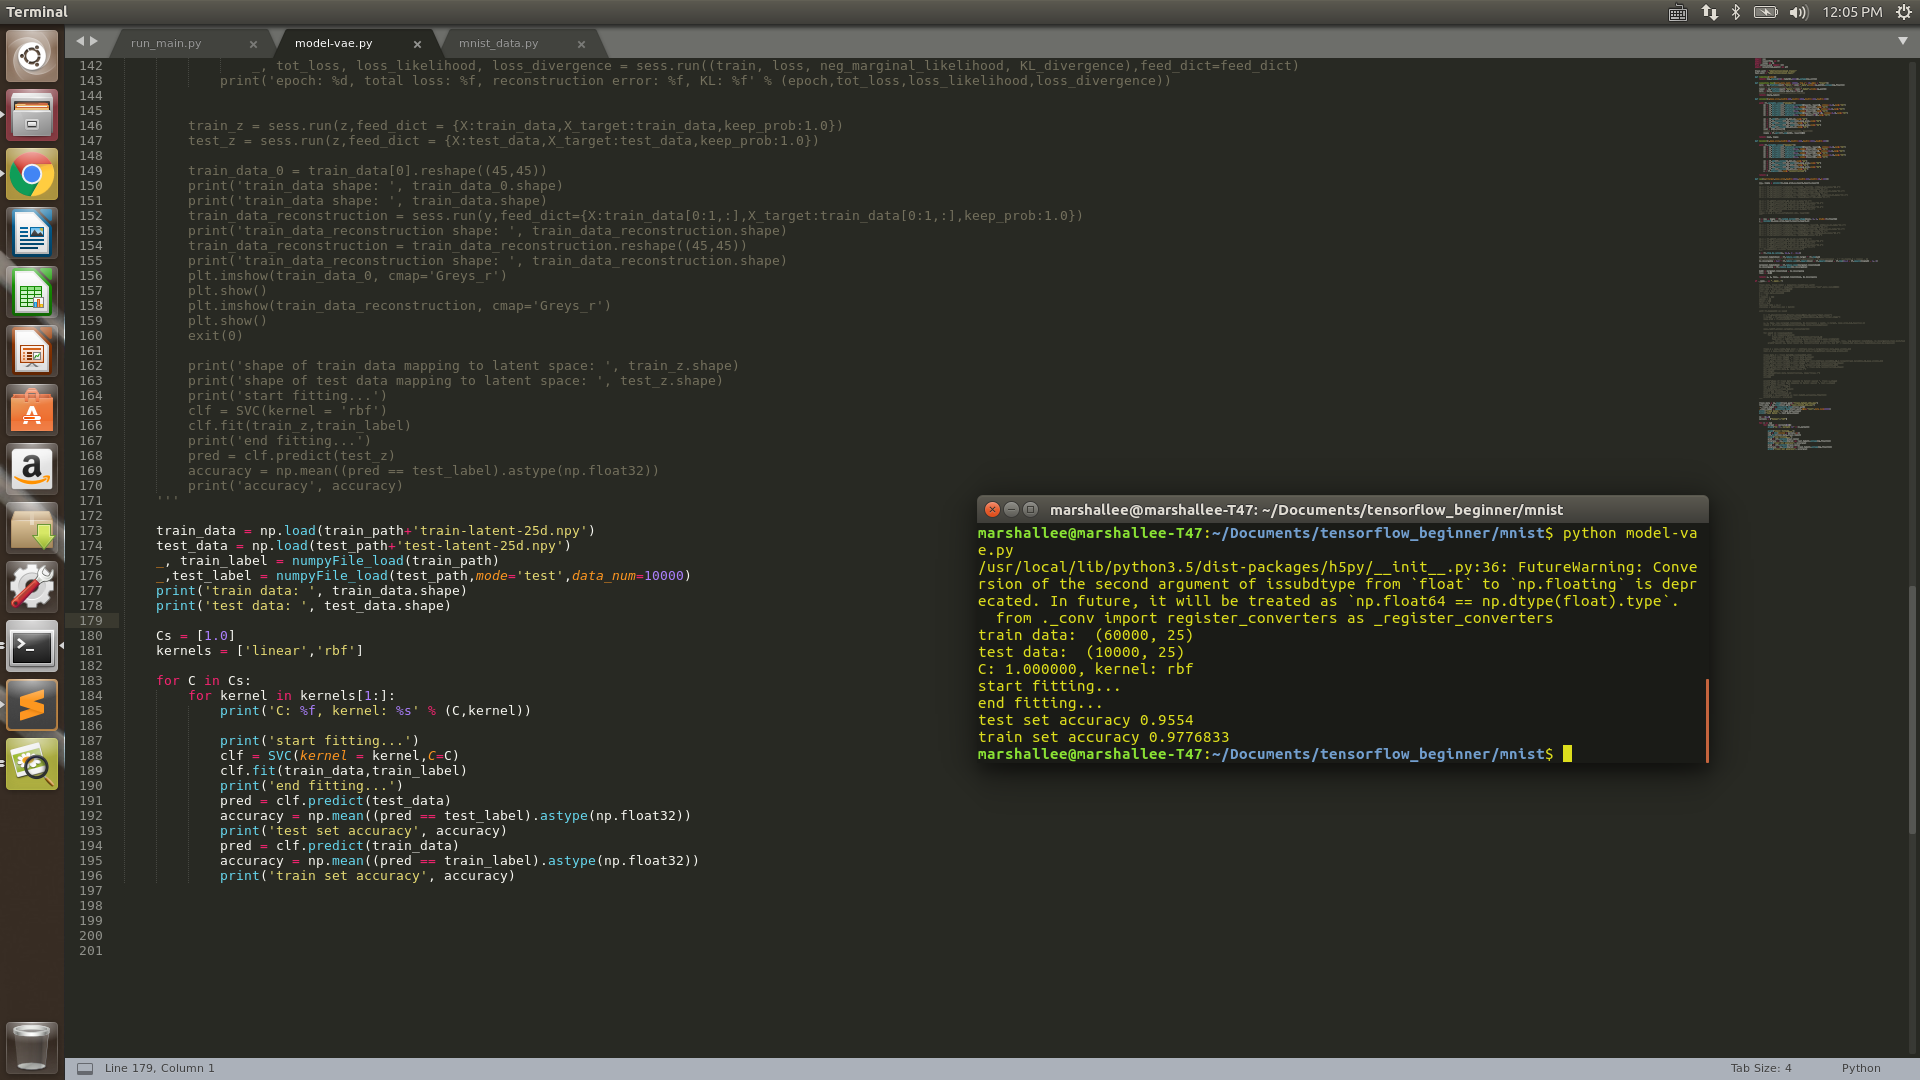 Terminal
12:05 PM
run_main.py
model-vae.py
mnist_data.py
142 _, tot_loss, loss_likelihood, loss_divergence = sess.run((train, loss, neg_marginal_likelihood, KL_divergence),feed_dict=feed_dict)
143 print('epoch: %d, total loss: %f, reconstruction error: %f, KL: %f' % (epoch,tot_loss,loss_likelihood,loss_divergence))
144
145
146 train_z = sess.run(z,feed_dict = {X:train_data,X_target:train_data,keep_prob:1.0})
147 test_z = sess.run(z,feed_dict = {X:test_data,X_target:test_data,keep_prob:1.0})
148
149 train_data_0 = train_data[0].reshape((45,45))
150 print('train_data shape: ', train_data_0.shape)
151 print('train_data shape: ', train_data.shape)
152 train_data_reconstruction = sess.run(y,feed_dict={X:train_data[0:1,:],X_target:train_data[0:1,:],keep_prob:1.0})
153 print('train_data_reconstruction shape: ', train_data_reconstruction.shape)
154 train_data_reconstruction = train_data_reconstruction.reshape((45,45))
155 print('train_data_reconstruction shape: ', train_data_reconstruction.shape)
156 plt.imshow(train_data_0, cmap='Greys_r')
157 plt.show()
158 plt.imshow(train_data_reconstruction, cmap='Greys_r')
159 plt.show()
160 exit(0)
161
162 print('shape of train data mapping to latent space: ', train_z.shape)
163 print('shape of test data mapping to latent space: ', test_z.shape)
164 print('start fitting...')
165 clf = SVC(kernel = 'rbf')
166 clf.fit(train_z,train_label)
167 print('end fitting...')
168 pred = clf.predict(test_z)
169 accuracy = np.mean((pred == test_label).astype(np.float32))
170 print('accuracy', accuracy)
171 '''
172
173 train_data = np.load(train_path+'train-latent-25d.npy')
174 test_data = np.load(test_path+'test-latent-25d.npy')
175 _, train_label = numpyFile_load(train_path)
176 _,test_label = numpyFile_load(test_path,mode='test',data_num=10000)
177 print('train data: ', train_data.shape)
178 print('test data: ', test_data.shape)
179
180 Cs = [1.0]
181 kernels = ['linear','rbf']
182
183 for C in Cs:
184 for kernel in kernels[1:]:
185 print('C: %f, kernel: %s' % (C,kernel))
186
187 print('start fitting...')
188 clf = SVC(kernel = kernel,C=C)
189 clf.fit(train_data,train_label)
190 print('end fitting...')
191 pred = clf.predict(test_data)
192 accuracy = np.mean((pred == test_label).astype(np.float32))
193 print('test set accuracy', accuracy)
194 pred = clf.predict(train_data)
195 accuracy = np.mean((pred == train_label).astype(np.float32))
196 print('train set accuracy', accuracy)
197
198
199
200
201
marshallee@marshallee-T47: ~/Documents/tensorflow_beginner/mnist
marshallee@marshallee-T47:~/Documents/tensorflow_beginner/mnist$ python model-va
e.py
/usr/local/lib/python3.5/dist-packages/h5py/__init__.py:36: FutureWarning: Conve
rsion of the second argument of issubdtype from `float` to `np.floating` is depr
ecated. In future, it will be treated as `np.float64 == np.dtype(float).type`.
from ._conv import register_converters as _register_converters
train data:  (60000, 25)
test data:  (10000, 25)
C: 1.000000, kernel: rbf
start fitting...
end fitting...
test set accuracy 0.9554
train set accuracy 0.9776833
marshallee@marshallee-T47:~/Documents/tensorflow_beginner/mnist$
Line 179, Column 1
Tab Size: 4
Python